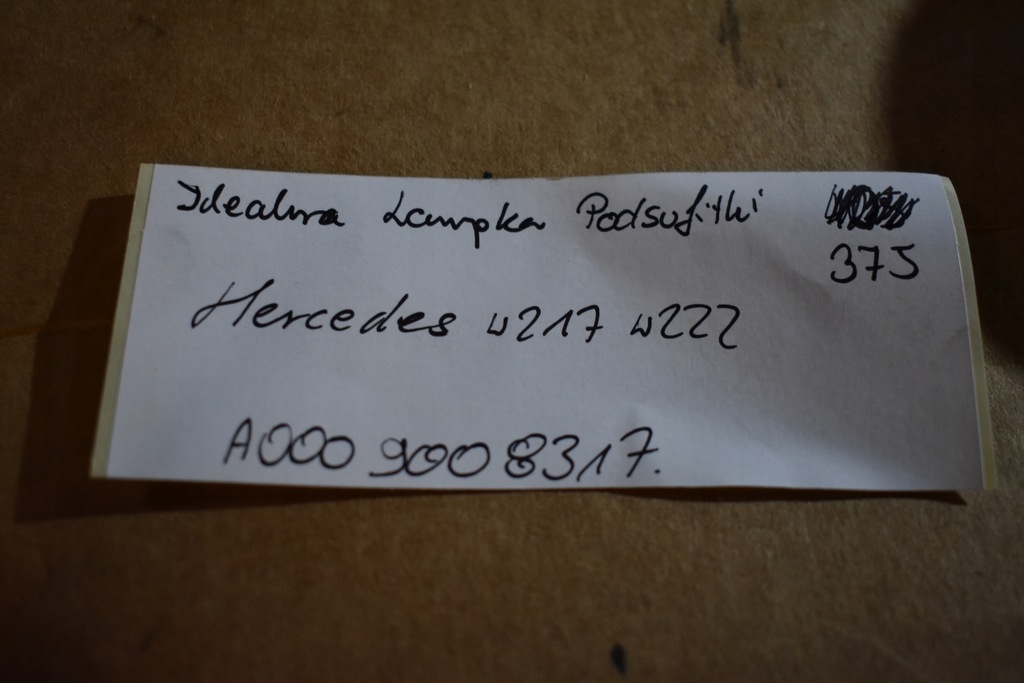 Idealna Lampka Podsufitki
375
Mercedes w217 w222
A000 900 8317.